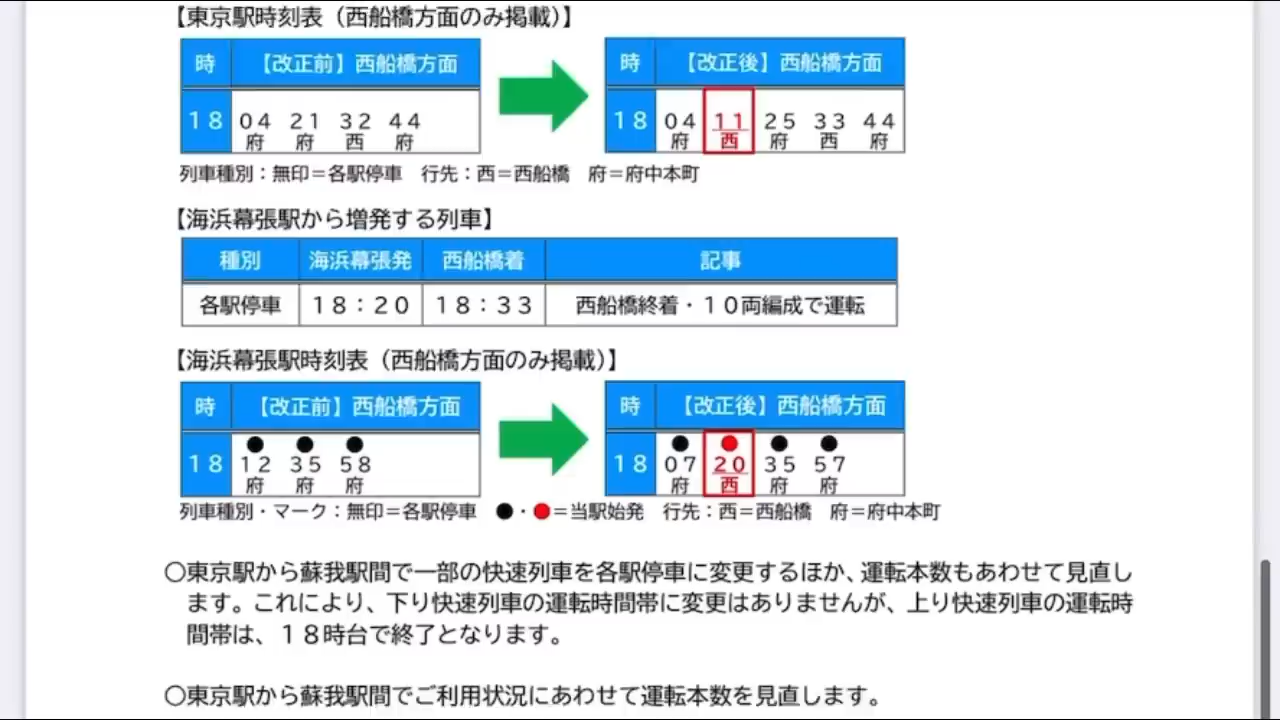 【東京駅時刻表（西船橋方面のみ掲載）】
時 【改正前】西船橋方面
18 04 21 32 44
府 府 西 府
時 【改正後】西船橋方面
18 04 11 25 33 44
府 西 府 西 府
列車種別：無印＝各駅停車　行先：西＝西船橋　府＝府中本町
【海浜幕張駅から増発する列車】
種別 海浜幕張発 西船橋着 記事
各駅停車 １８：２０ １８：３３ 西船橋終着・１０両編成で運転
【海浜幕張駅時刻表（西船橋方面のみ掲載）】
時 【改正前】西船橋方面
● ● ●
18 12 35 58
府 府 府
時 【改正後】西船橋方面
● ● ● ●
18 07 20 35 57
府 西 府 府
列車種別・マーク：無印＝各駅停車　●・●＝当駅始発　行先：西＝西船橋　府＝府中本町
〇東京駅から蘇我駅間で一部の快速列車を各駅停車に変更するほか、運転本数もあわせて見直し
ます。これにより、下り快速列車の運転時間帯に変更はありませんが、上り快速列車の運転時
間帯は、１８時台で終了となります。
〇東京駅から蘇我駅間でご利用状況にあわせて運転本数を見直します。